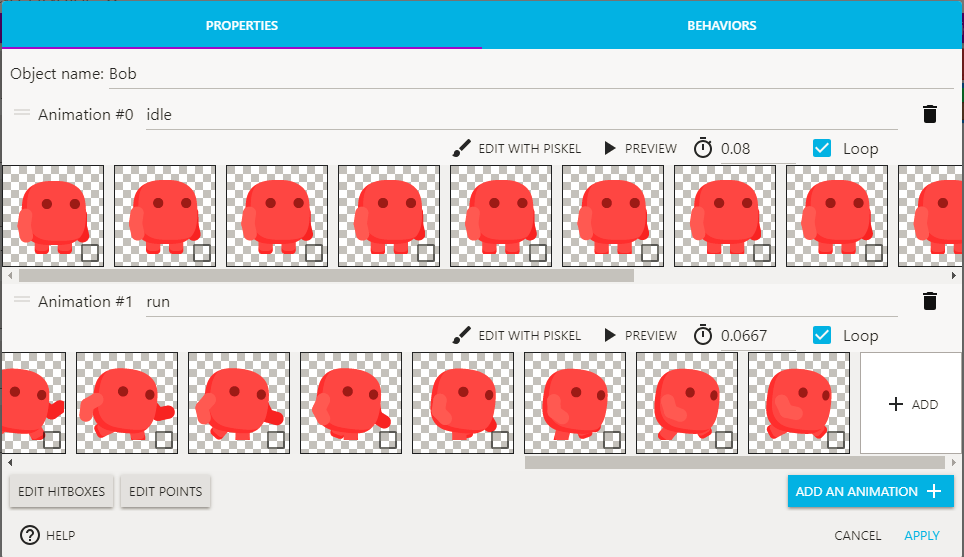 PROPERTIES BEHAVIORS
Object name: Bob
Animation #0 idle
EDIT WITH PISKEL PREVIEW 0.08 Loop
Animation #1 run
EDIT WITH PISKEL PREVIEW 0.0667 Loop
ADD
EDIT HITBOXES EDIT POINTS ADD AN ANIMATION
HELP CANCEL APPLY